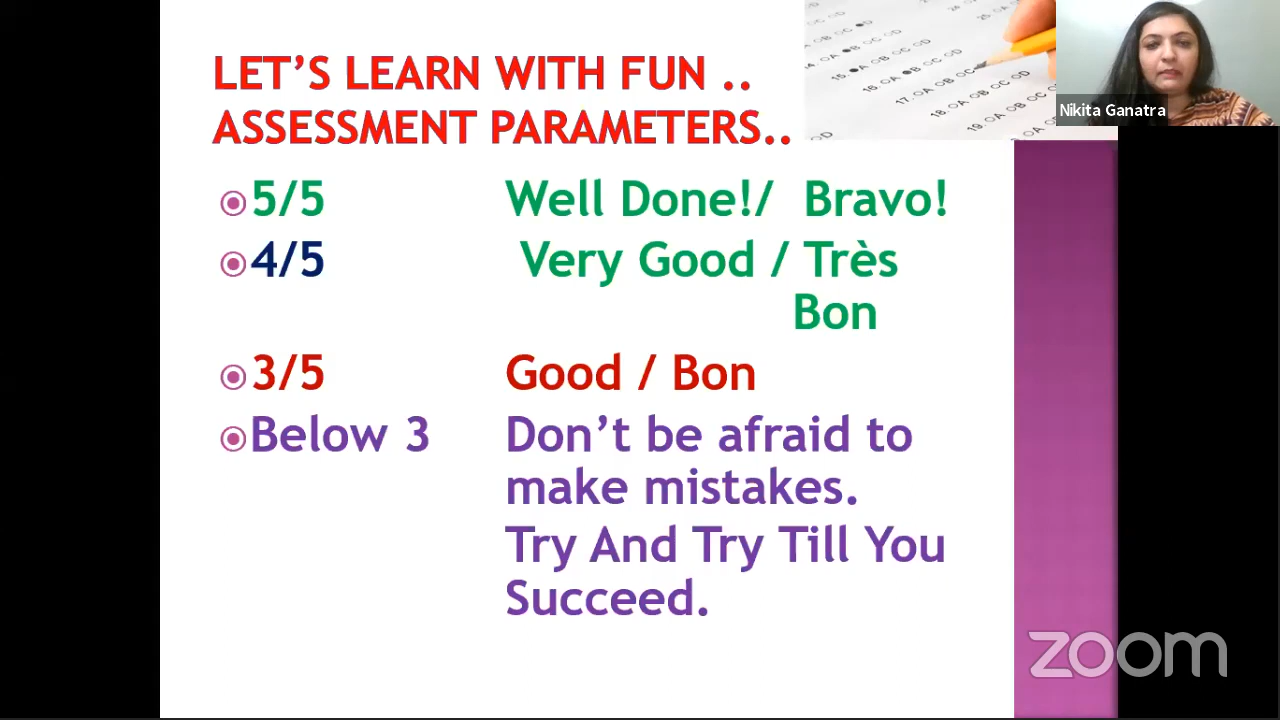 LET'S LEARN WITH FUN ..
ASSESSMENT PARAMETERS..
Nikita Ganatra
5/5 Well Done!/ Bravo!
4/5 Very Good / Très
Bon
3/5 Good / Bon
Below 3 Don't be afraid to
make mistakes.
Try And Try Till You
Succeed.
zoom